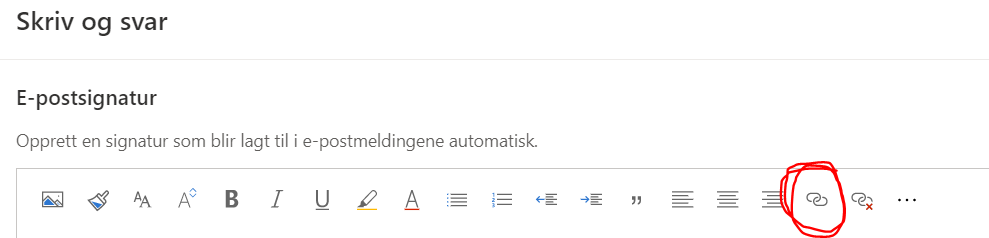 Skriv og svar
E-postsignatur
Opprett en signatur som blir lagt til i e-postmeldingene automatisk.